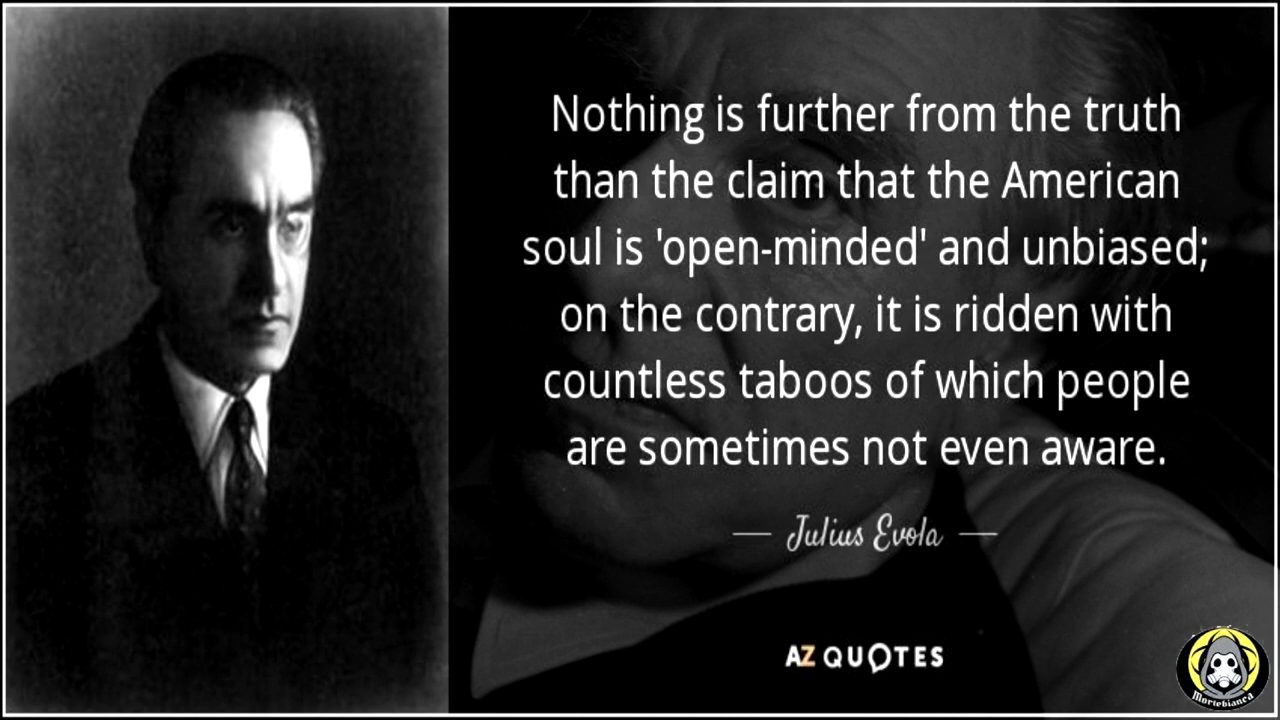 Nothing is further from the truth
than the claim that the American
soul is 'open-minded' and unbiased;
on the contrary, it is ridden with
countless taboos of which people
are sometimes not even aware.
— Julius Evola —
AZ QUOTES
Mortebianca